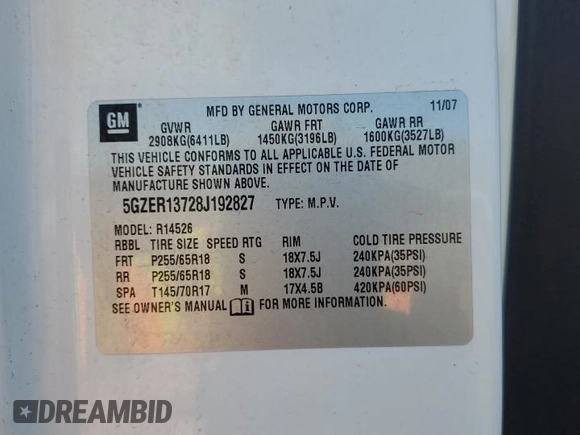 GM
MFD BY GENERAL MOTORS CORP. 11/07
GVWR GAWR FRT GAWR RR
2908KG(6411LB) 1450KG(3196LB) 1600KG(3527LB)
THIS VEHICLE CONFORMS TO ALL APPLICABLE U.S. FEDERAL MOTOR
VEHICLE SAFETY STANDARDS IN EFFECT ON THE DATE OF
MANUFACTURE SHOWN ABOVE.
5GZER13728J192827 TYPE: M.P.V.
MODEL: R14526
RBBL TIRE SIZE SPEED RTG RIM COLD TIRE PRESSURE
FRT P255/65R18 S 18X7.5J 240KPA(35PSI)
RR P255/65R18 S 18X7.5J 240KPA(35PSI)
SPA T145/70R17 M 17X4.5B 420KPA(60PSI)
SEE OWNER'S MANUAL FOR MORE INFORMATION.
DREAMBID